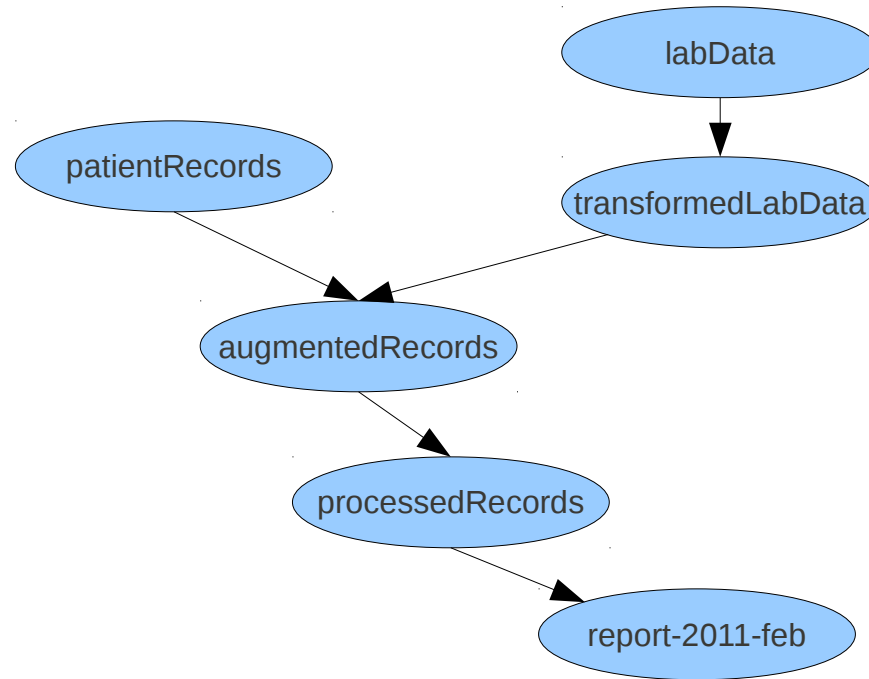 labData
patientRecords
transformedLabData
augmentedRecords
processedRecords
report-2011-feb